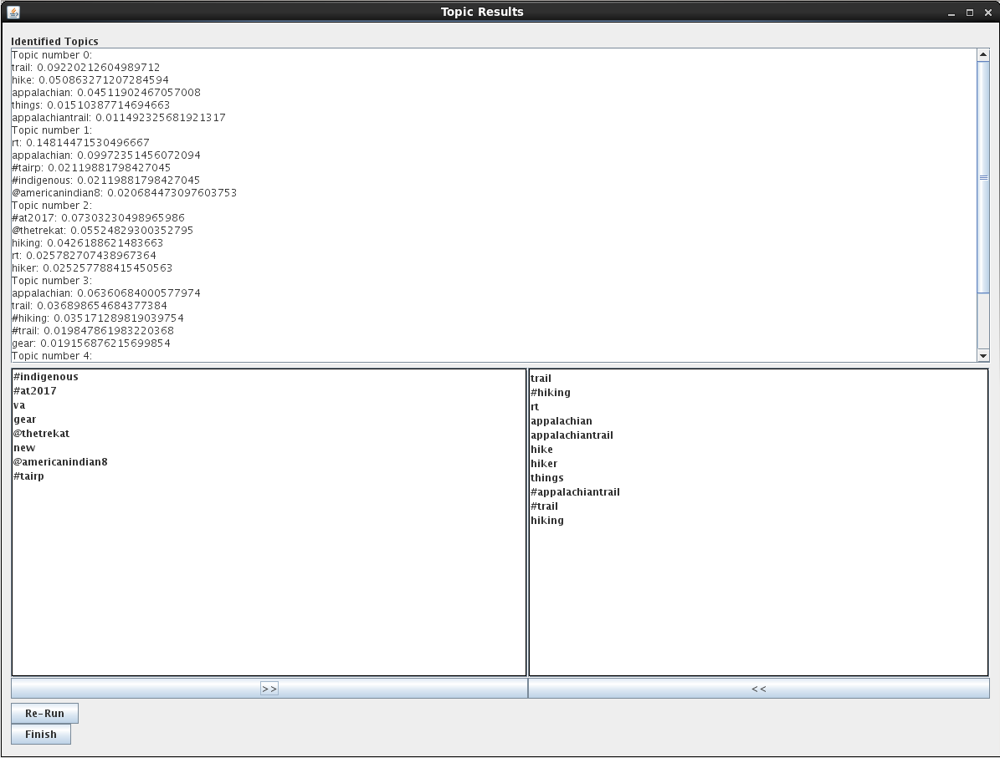 Topic Results
Identified Topics
Topic number 0:
trail: 0.09220212604989712
hike: 0.050863271207284594
appalachian: 0.04511902467057008
things: 0.01510387714694663
appalachiantrail: 0.011492325681921317
Topic number 1:
rt: 0.14814471530496667
appalachian: 0.09972351456072094
#tairp: 0.02119881798427045
#indigenous: 0.02119881798427045
@americanindian8: 0.020684473097603753
Topic number 2:
#at2017: 0.07303230498965986
@thetrekat: 0.05524829300352795
hiking: 0.0426188621483663
rt: 0.025782707438967364
hiker: 0.025257788415450563
Topic number 3:
appalachian: 0.06360684000577974
trail: 0.036898654684377384
#hiking: 0.035171289819039754
#trail: 0.019847861983220368
gear: 0.019156876215699854
Topic number 4:
#indigenous
#at2017
va
gear
@thetrekat
new
@americanindian8
#tairp
trail
#hiking
rt
appalachian
appalachiantrail
hike
hiker
things
#appalachiantrail
#trail
hiking
>>
<<
Re-Run
Finish